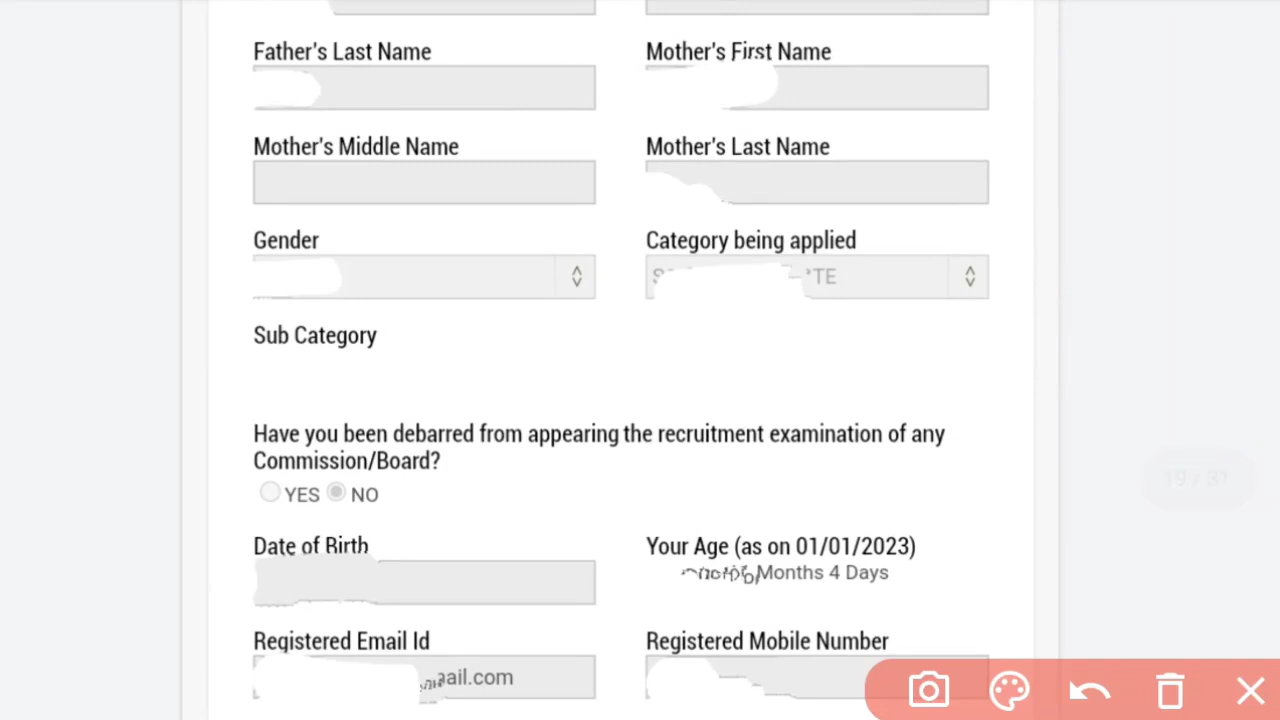 Father's Last Name
Mother's First Name
Mother's Middle Name
Mother's Last Name
Gender
Category being applied
TE
Sub Category
Have you been debarred from appearing the recruitment examination of any
Commission/Board?
YES NO
Date of Birth
Your Age (as on 01/01/2023)
Months 4 Days
Registered Email Id
Registered Mobile Number
ail.com
19 / 31